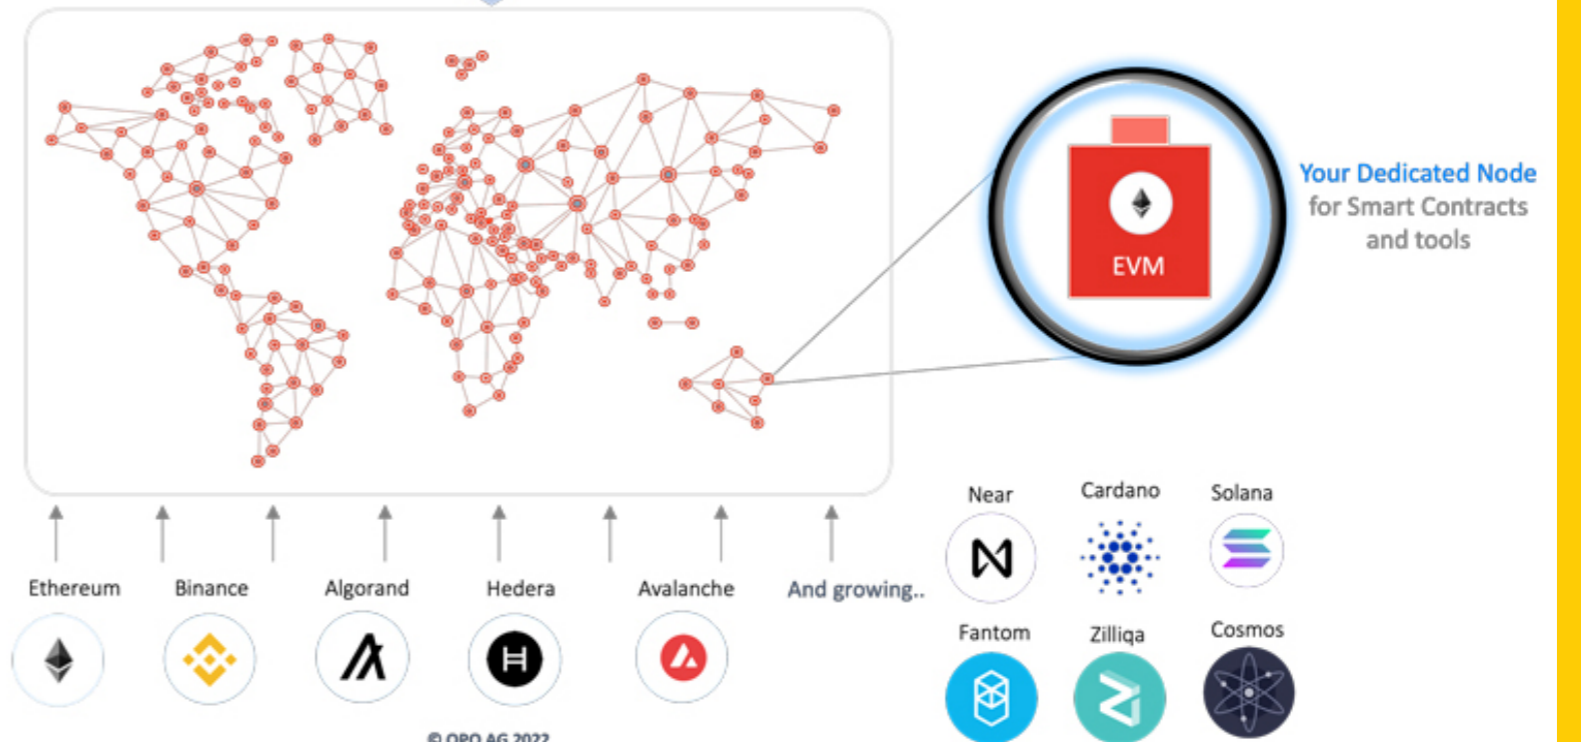 EVM
Your Dedicated Node
for Smart Contracts
and tools
Near
Cardano
Solana
Ethereum
Binance
Algorand
Hedera
Avalanche
And growing..
Fantom
Zilliqa
Cosmos
© OPO AG 2022